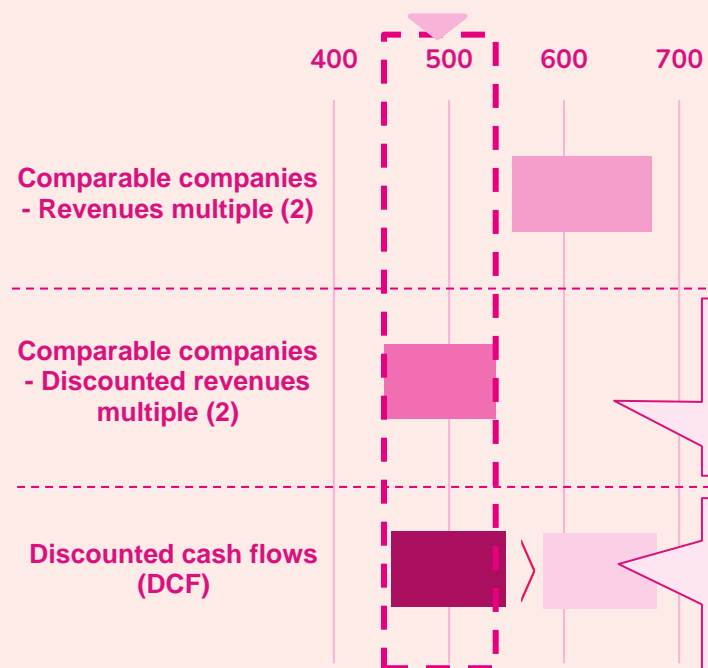 400 500 600 700
Comparable companies
- Revenues multiple (2)
Comparable companies
- Discounted revenues
multiple (2)
Discounted cash flows
(DCF)